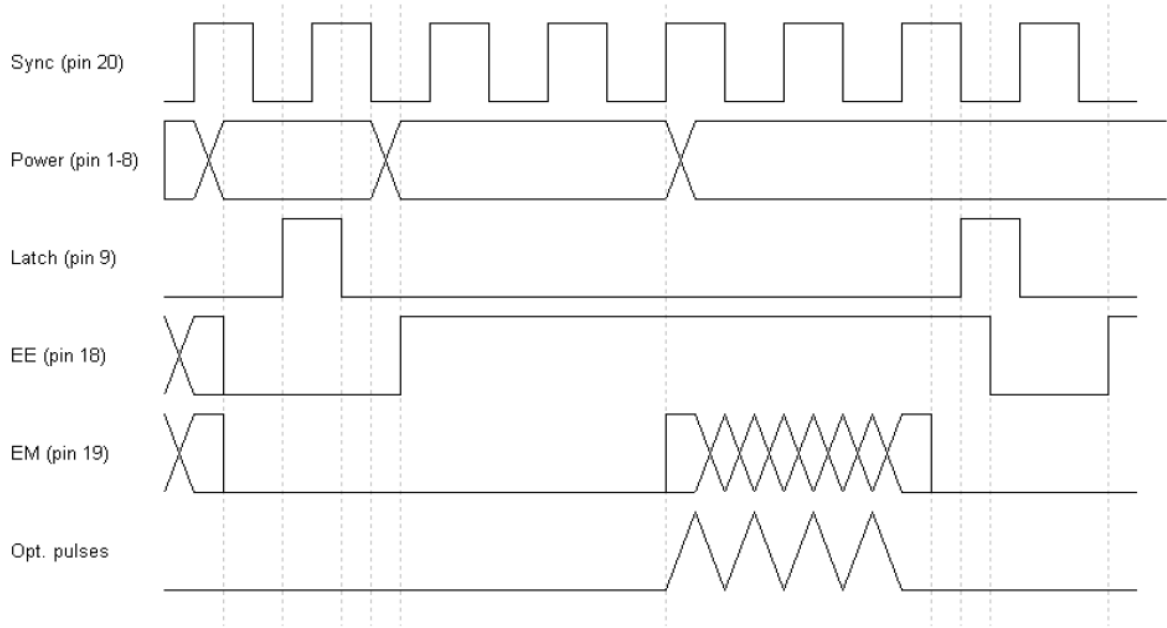 Sync (pin 20)
Power (pin 1-8)
Latch (pin 9)
EE (pin 18)
EM (pin 19)
Opt. pulses